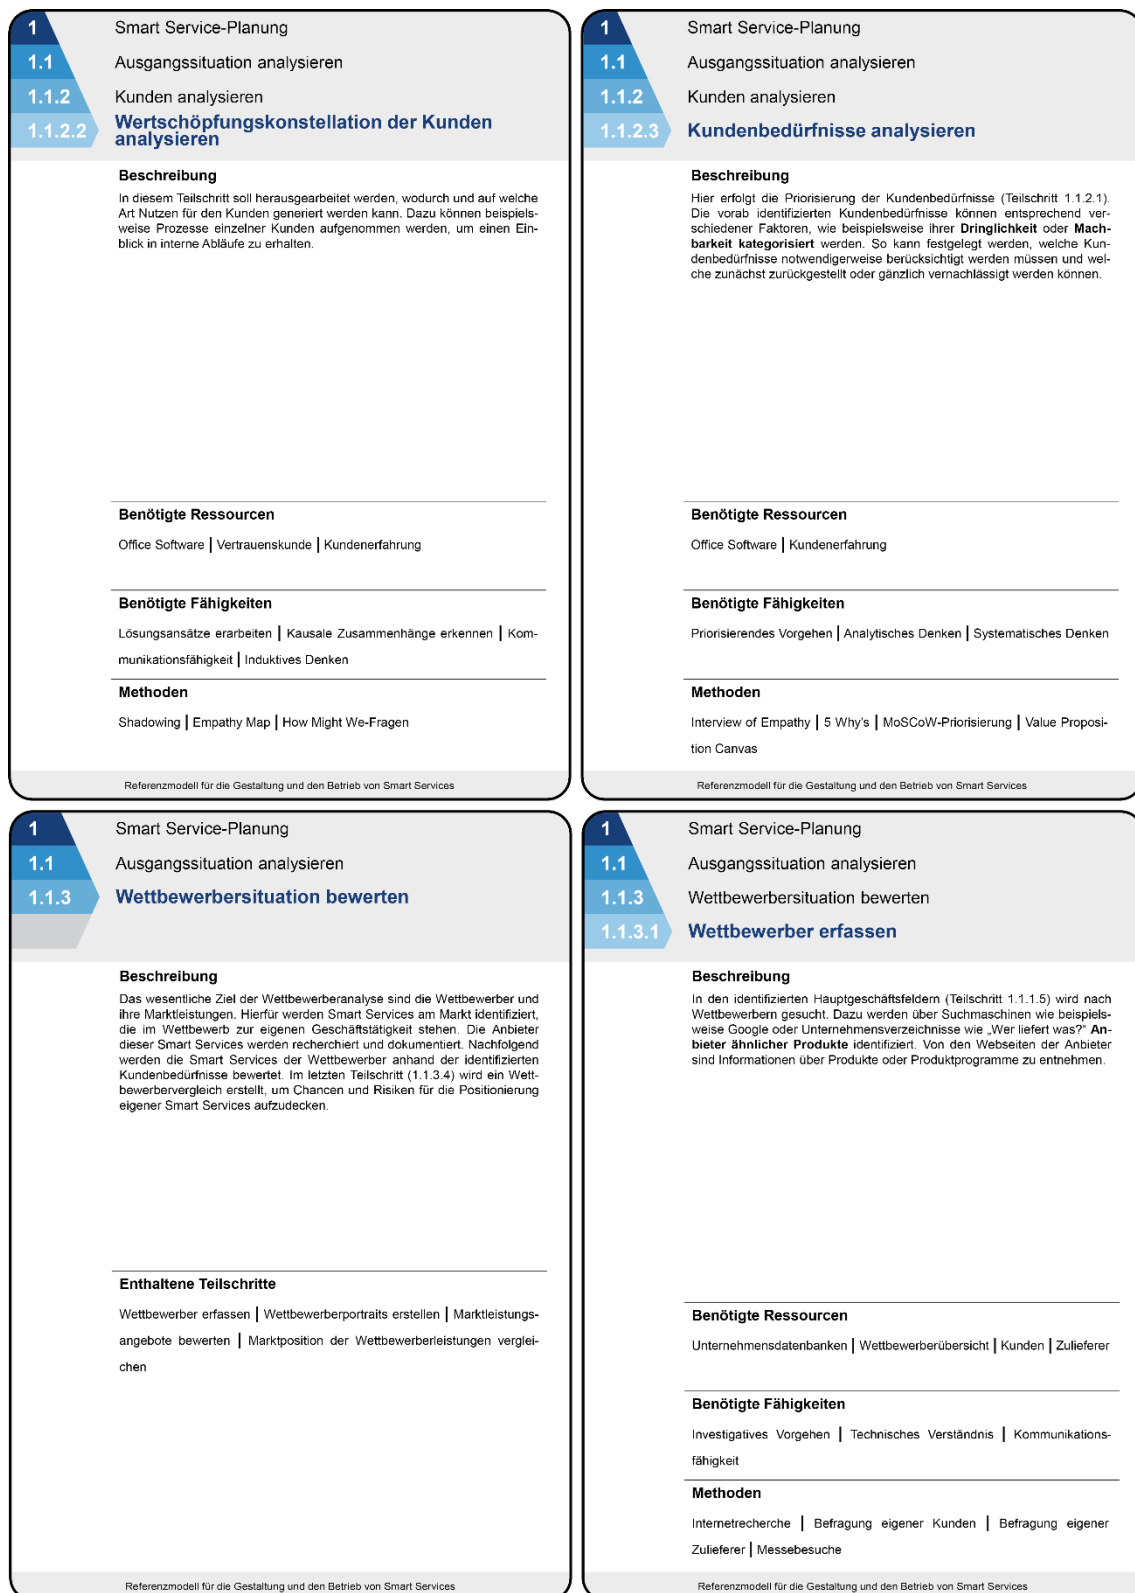 1 Smart Service-Planung
1.1 Ausgangssituation analysieren
1.1.2 Kunden analysieren
1.1.2.2 Wertschöpfungskonstellation der Kunden
analysieren
Beschreibung
In diesem Teilschritt soll herausgearbeitet werden, wodurch und auf welche
Art Nutzen für den Kunden generiert werden kann. Dazu können beispiels-
weise Prozesse einzelner Kunden aufgenommen werden, um einen Ein-
blick in interne Abläufe zu erhalten.
Benötigte Ressourcen
Office Software | Vertrauenskunde | Kundenerfahrung
Benötigte Fähigkeiten
Lösungsansätze erarbeiten | Kausale Zusammenhänge erkennen | Kom-
munikationsfähigkeit | Induktives Denken
Methoden
Shadowing | Empathy Map | How Might We-Fragen
Referenzmodell für die Gestaltung und den Betrieb von Smart Services
1 Smart Service-Planung
1.1 Ausgangssituation analysieren
1.1.2 Kunden analysieren
1.1.2.3 Kundenbedürfnisse analysieren
Beschreibung
Hier erfolgt die Priorisierung der Kundenbedürfnisse (Teilschritt 1.1.2.1).
Die vorab identifizierten Kundenbedürfnisse können entsprechend ver-
schiedener Faktoren, wie beispielsweise ihrer Dringlichkeit oder Mach-
barkeit kategorisiert werden. So kann festgelegt werden, welche Kun-
denbedürfnisse notwendigerweise berücksichtigt werden müssen und wel-
che zunächst zurückgestellt oder gänzlich vernachlässigt werden können.
Benötigte Ressourcen
Office Software | Kundenerfahrung
Benötigte Fähigkeiten
Priorisierendes Vorgehen | Analytisches Denken | Systematisches Denken
Methoden
Interview of Empathy | 5 Why's | MoSCoW-Priorisierung | Value Proposi-
tion Canvas
Referenzmodell für die Gestaltung und den Betrieb von Smart Services
1 Smart Service-Planung
1.1 Ausgangssituation analysieren
1.1.3 Wettbewerbersituation bewerten
Beschreibung
Das wesentliche Ziel der Wettbewerberanalyse sind die Wettbewerber und
ihre Marktleistungen. Hierfür werden Smart Services am Markt identifiziert,
die im Wettbewerb zur eigenen Geschäftstätigkeit stehen. Die Anbieter
dieser Smart Services werden recherchiert und dokumentiert. Nachfolgend
werden die Smart Services der Wettbewerber anhand der identifizierten
Kundenbedürfnisse bewertet. Im letzten Teilschritt (1.1.3.4) wird ein Wett-
bewerbervergleich erstellt, um Chancen und Risiken für die Positionierung
eigener Smart Services aufzudecken.
Enthaltene Teilschritte
Wettbewerber erfassen | Wettbewerberportraits erstellen | Marktleistungs-
angebote bewerten | Marktposition der Wettbewerberleistungen verglei-
chen
Referenzmodell für die Gestaltung und den Betrieb von Smart Services
1 Smart Service-Planung
1.1 Ausgangssituation analysieren
1.1.3 Wettbewerbersituation bewerten
1.1.3.1 Wettbewerber erfassen
Beschreibung
In den identifizierten Hauptgeschäftsfeldern (Teilschritt 1.1.1.5) wird nach
Wettbewerbern gesucht. Dazu werden über Suchmaschinen wie beispiels-
weise Google oder Unternehmensverzeichnisse wie „Wer liefert was?" An-
bieter ähnlicher Produkte identifiziert. Von den Webseiten der Anbieter
sind Informationen über Produkte oder Produktprogramme zu entnehmen.
Benötigte Ressourcen
Unternehmensdatenbanken | Wettbewerberübersicht | Kunden | Zulieferer
Benötigte Fähigkeiten
Investigatives Vorgehen | Technisches Verständnis | Kommunikations-
fähigkeit
Methoden
Internetrecherche | Befragung eigener Kunden | Befragung eigener
Zulieferer | Messebesuche
Referenzmodell für die Gestaltung und den Betrieb von Smart Services